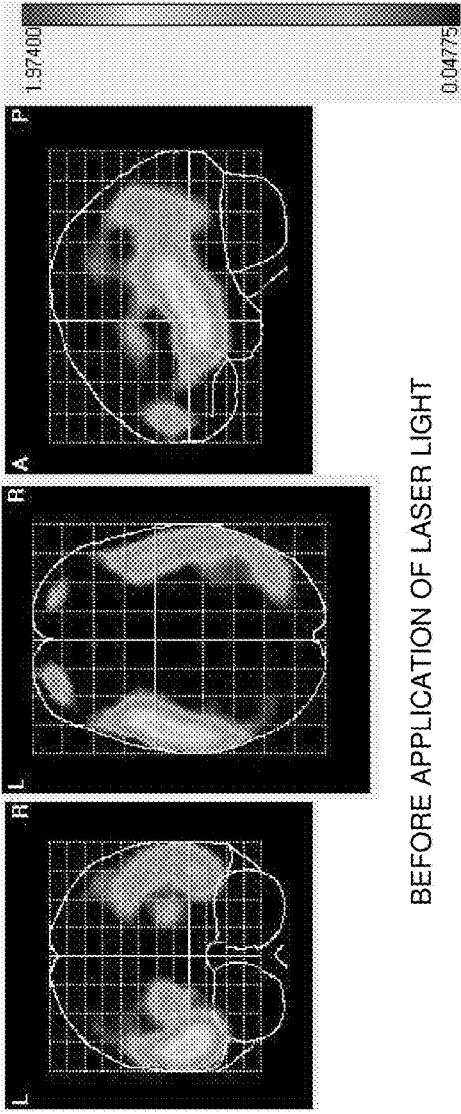 L R
L R
A P
1.97400
0.04775
BEFORE APPLICATION OF LASER LIGHT